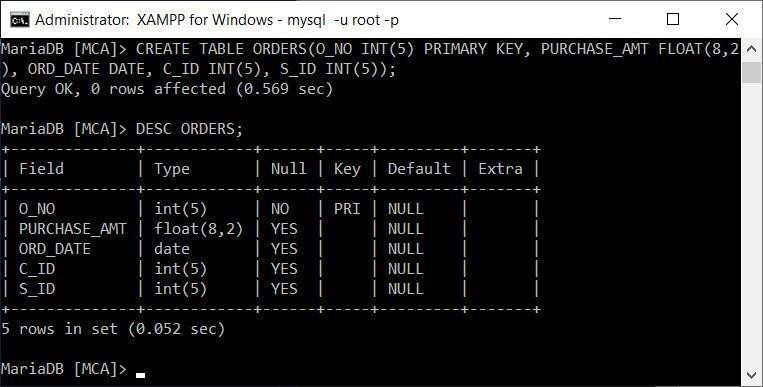 Administrator: XAMPP for Windows - mysql -u root -p
MariaDB [MCA]> CREATE TABLE ORDERS(O_NO INT(5) PRIMARY KEY, PURCHASE_AMT FLOAT(8,2
), ORD_DATE DATE, C_ID INT(5), S_ID INT(5));
Query OK, 0 rows affected (0.569 sec)

MariaDB [MCA]> DESC ORDERS;
+--------------+------------+------+-----+---------+-------+
| Field        | Type       | Null | Key | Default | Extra |
+--------------+------------+------+-----+---------+-------+
| O_NO         | int(5)     | NO   | PRI | NULL    |       |
| PURCHASE_AMT | float(8,2) | YES  |     | NULL    |       |
| ORD_DATE     | date       | YES  |     | NULL    |       |
| C_ID         | int(5)     | YES  |     | NULL    |       |
| S_ID         | int(5)     | YES  |     | NULL    |       |
+--------------+------------+------+-----+---------+-------+
5 rows in set (0.052 sec)

MariaDB [MCA]>